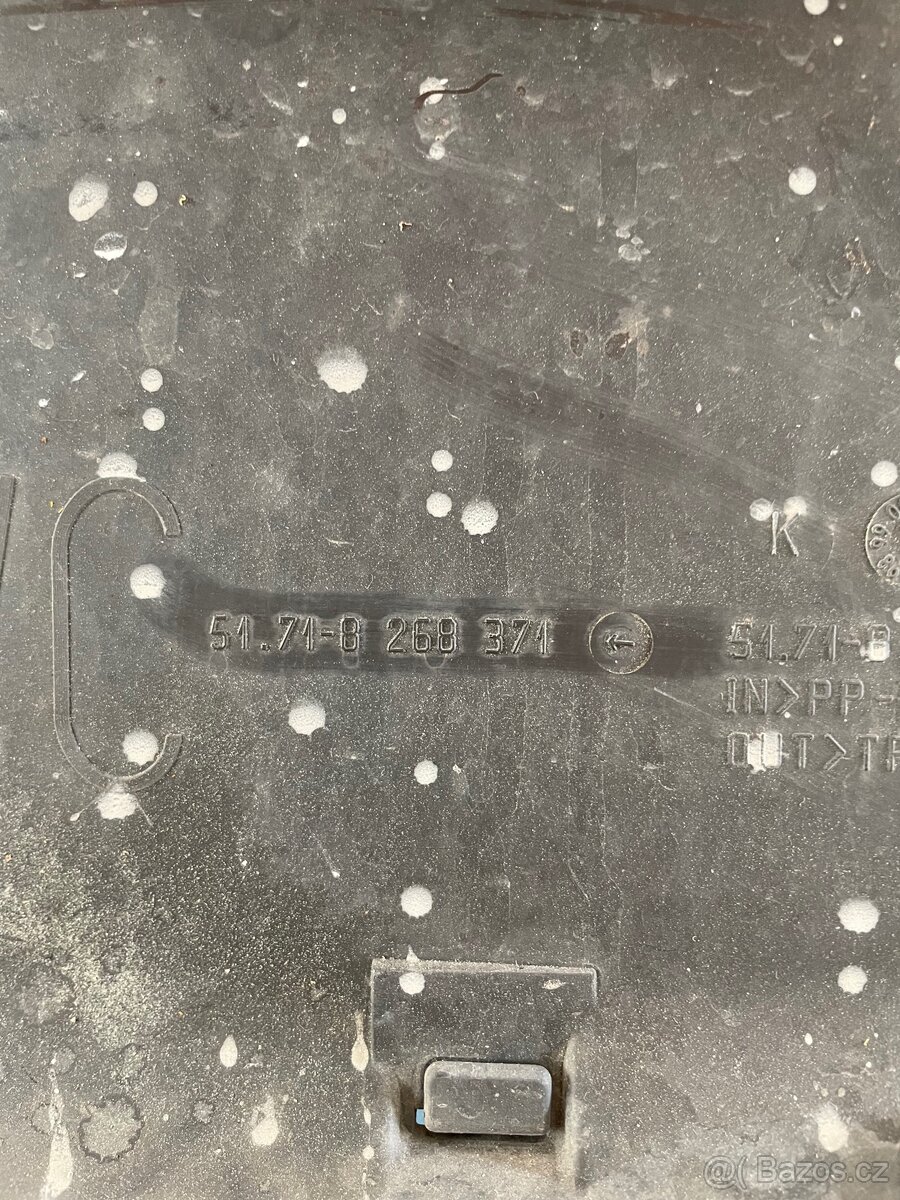 K
51.71-8 268 371
51.71-8
IN>PP-
OUT>
@( Bazos.cz